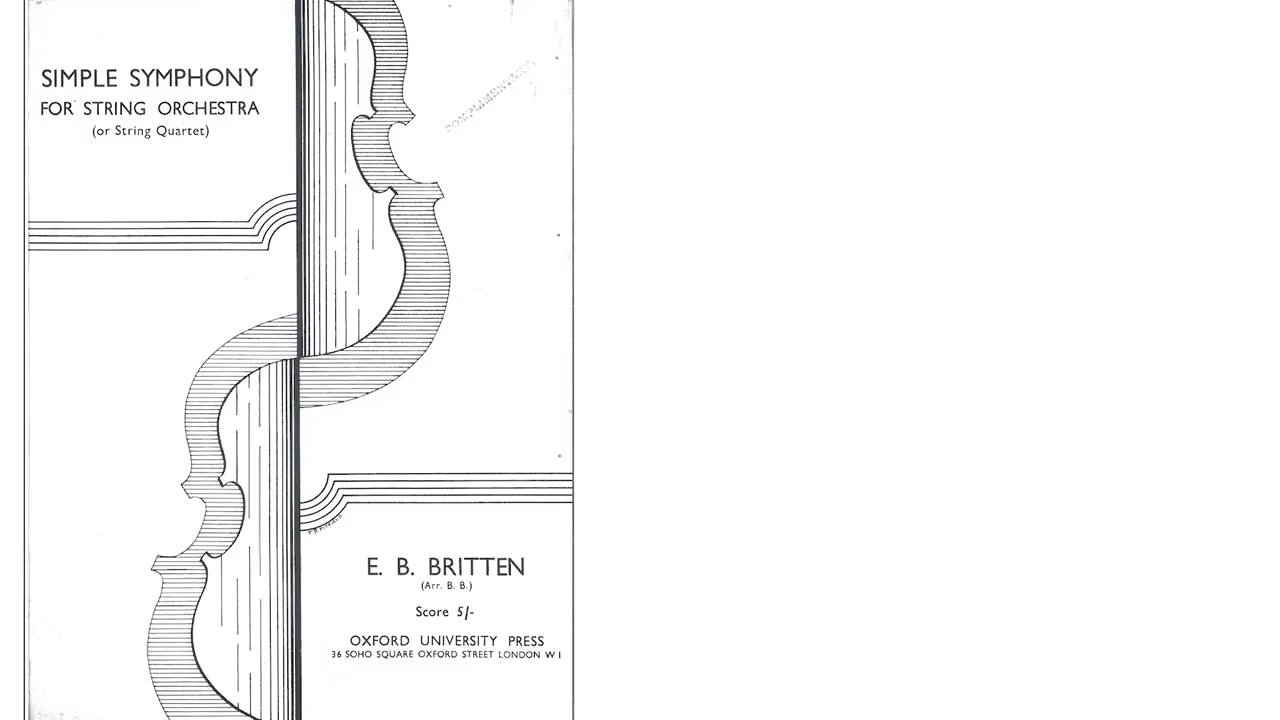 SIMPLE SYMPHONY
FOR STRING ORCHESTRA
(or String Quartet)
COMPLIMENTARY
E. B. BRITTEN
(Arr. B. B.)
Score 5/-
OXFORD UNIVERSITY PRESS
36 SOHO SQUARE OXFORD STREET LONDON W I